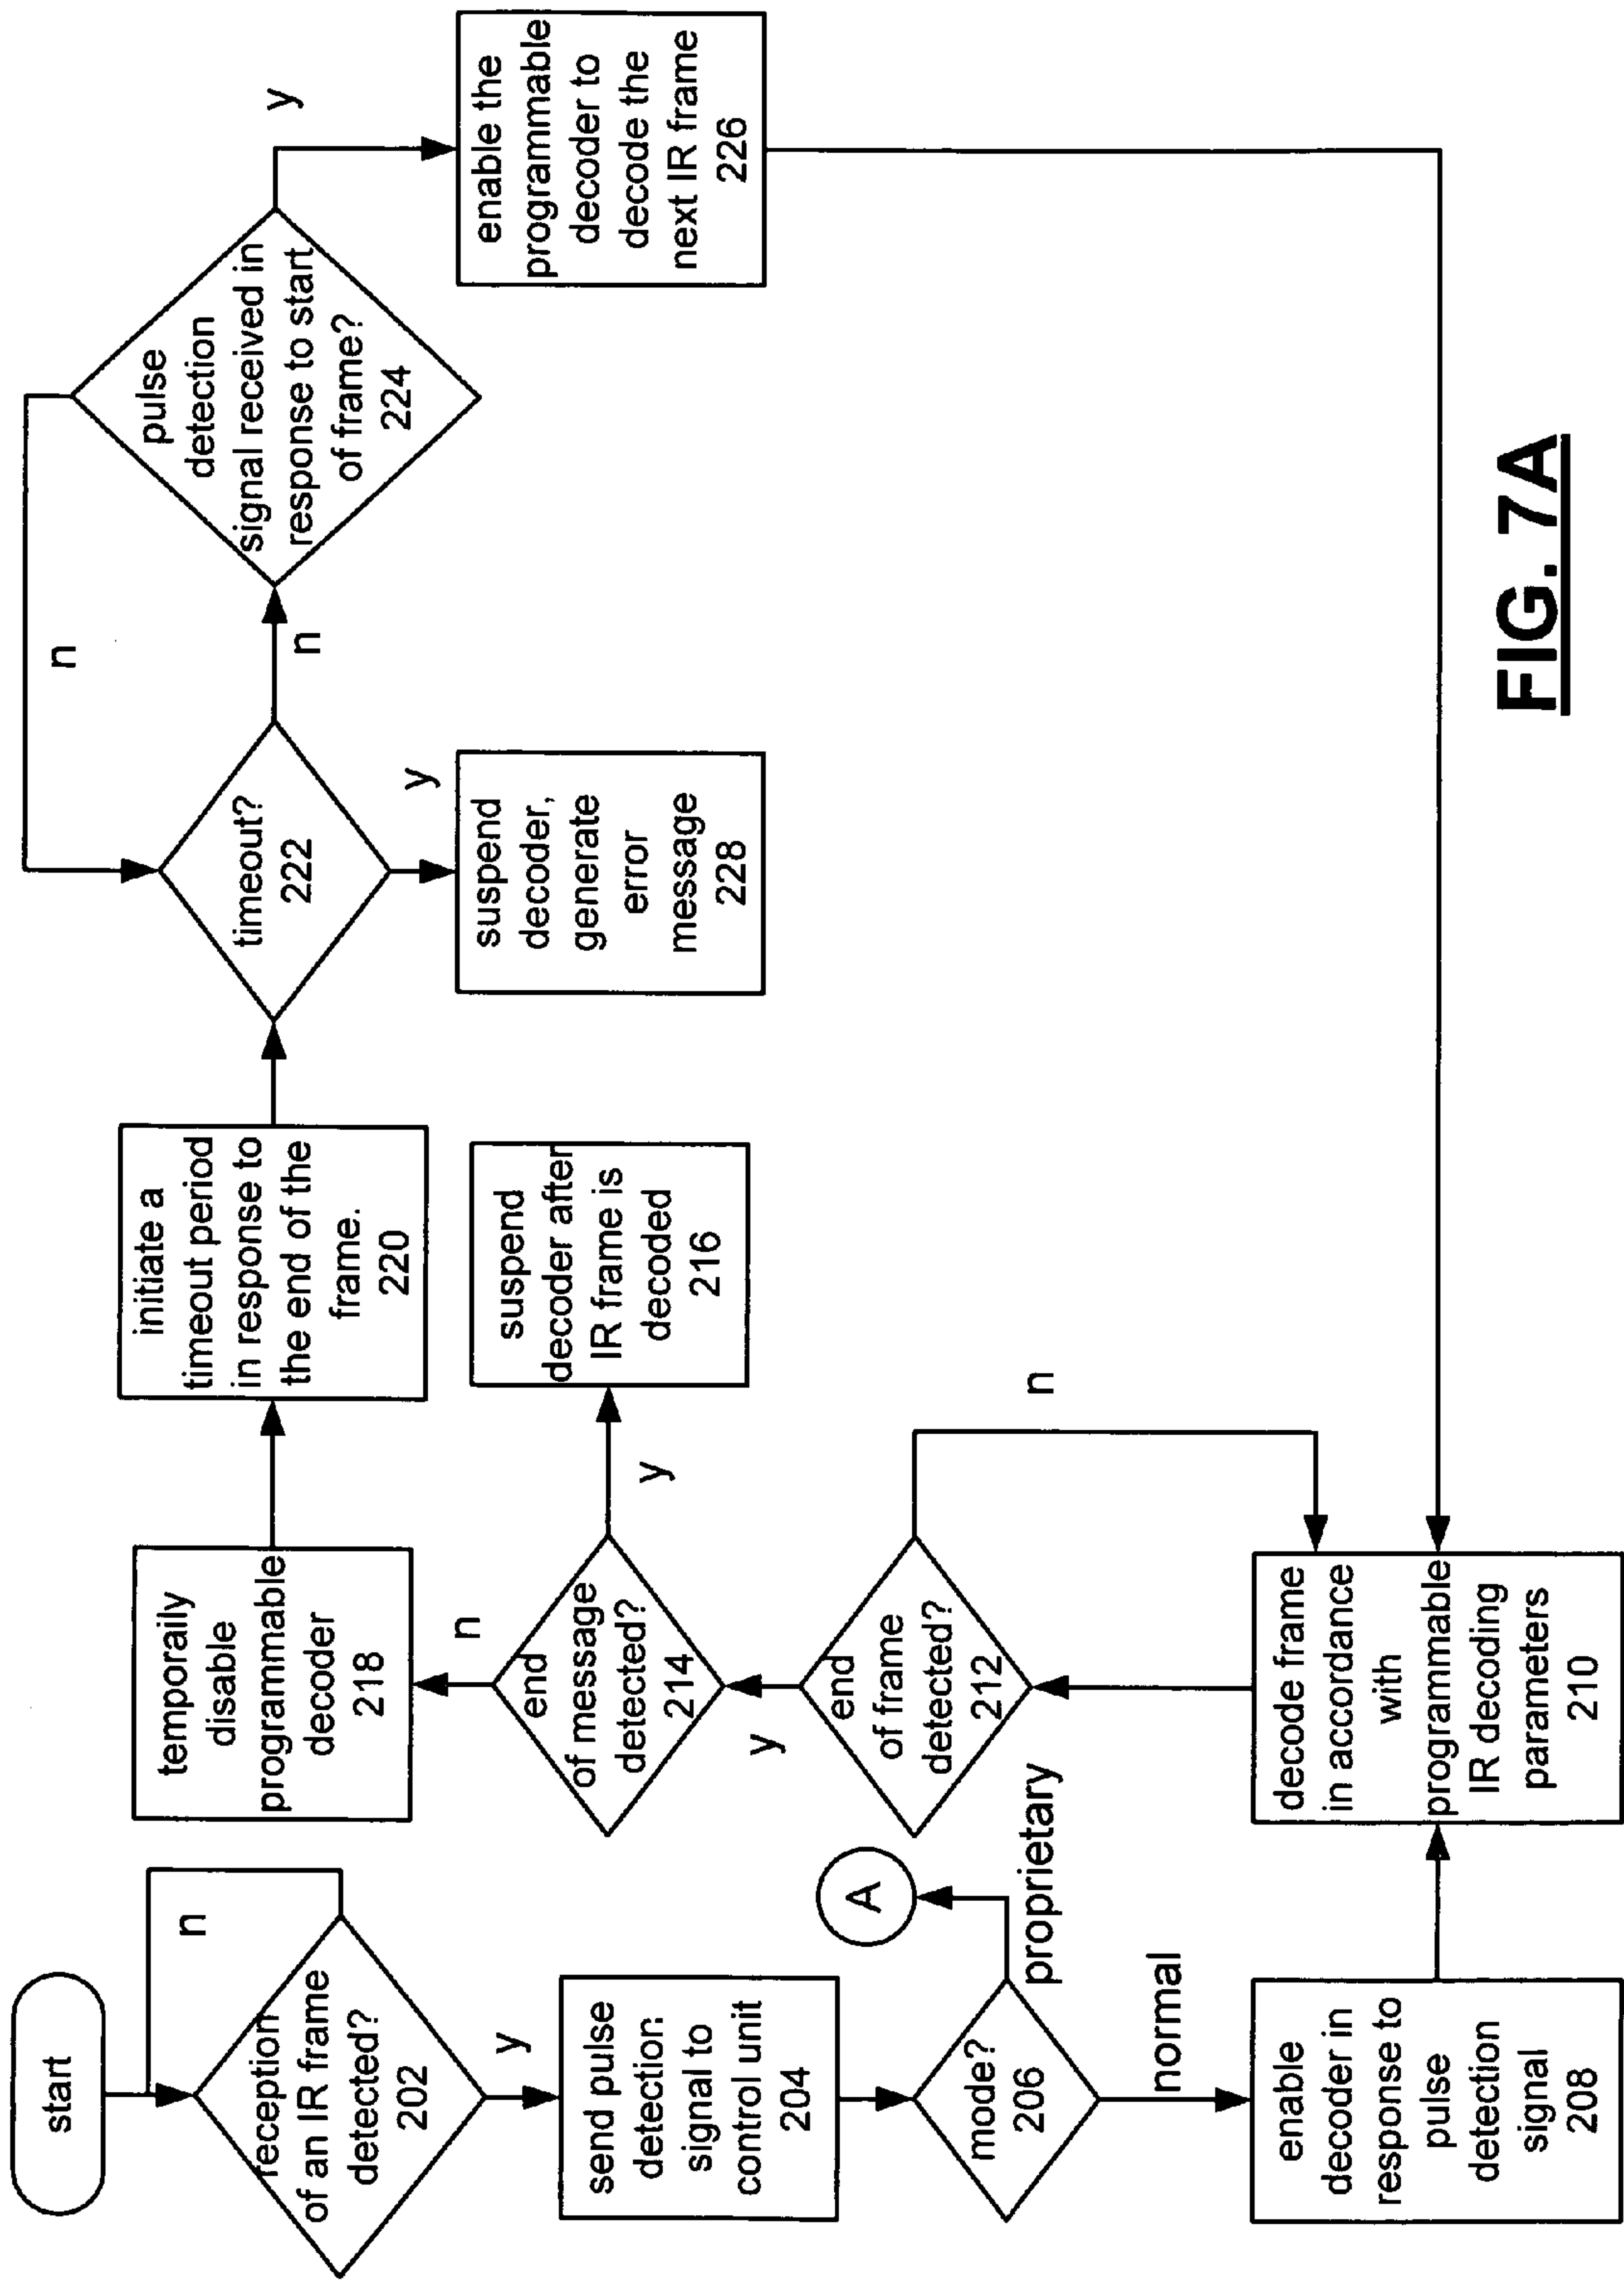 start
n
reception
of an IR frame
detected?
202
y
send pulse
detection
signal to
control unit
204
mode?
206
proprietary
A
normal
enable
decoder in
response to
pulse
detection
signal
208
decode frame
in accordance
with
programmable
IR decoding
parameters
210
n
end
of frame
detected?
212
y
end
of message
detected?
214
y
suspend
decoder after
IR frame is
decoded
216
n
temporaily
disable
programmable
decoder
218
initiate a
timeout period
in response to
the end of the
frame.
220
timeout?
222
y
suspend
decoder,
generate
error
message
228
n
n
pulse
detection
signal received in
response to start
of frame?
224
y
enable the
programmable
decoder to
decode the
next IR frame
226
FIG. 7A